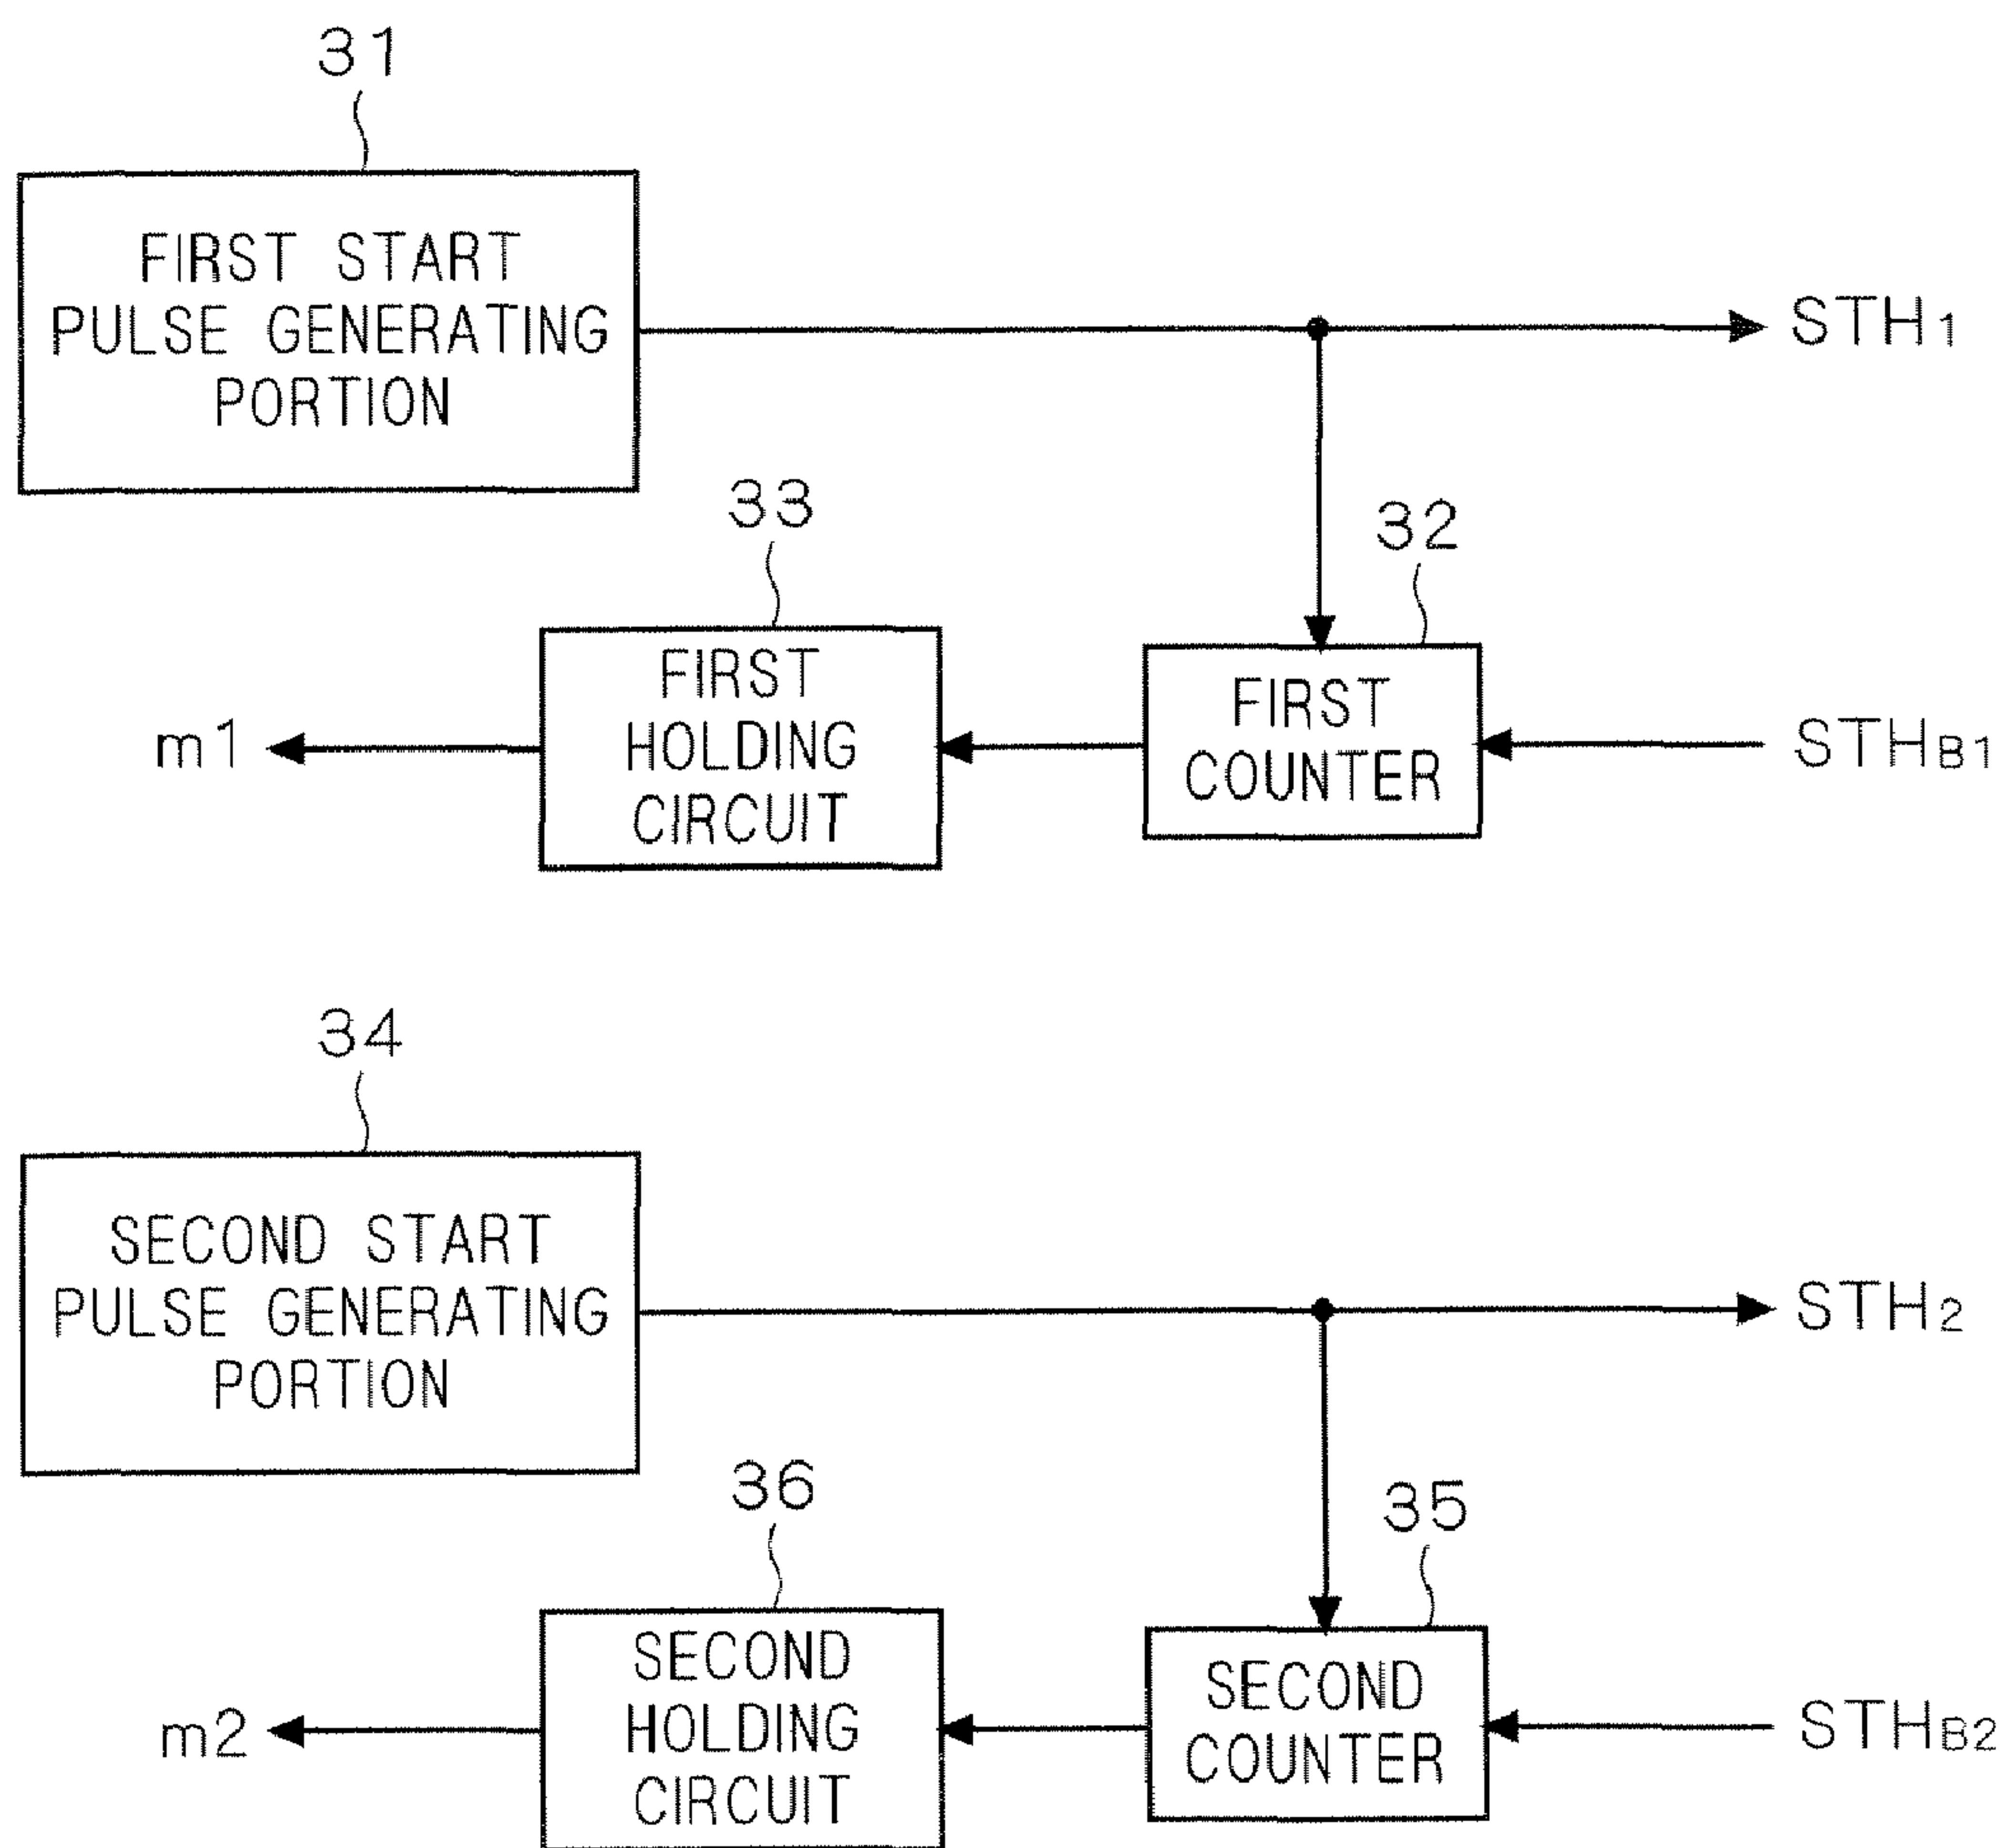 31
FIRST START
PULSE GENERATING
PORTION
STH1
33
32
FIRST
HOLDING
CIRCUIT
FIRST
COUNTER
m1
STHB1
34
SECOND START
PULSE GENERATING
PORTION
STH2
36
35
SECOND
HOLDING
CIRCUIT
SECOND
COUNTER
m2
STHB2